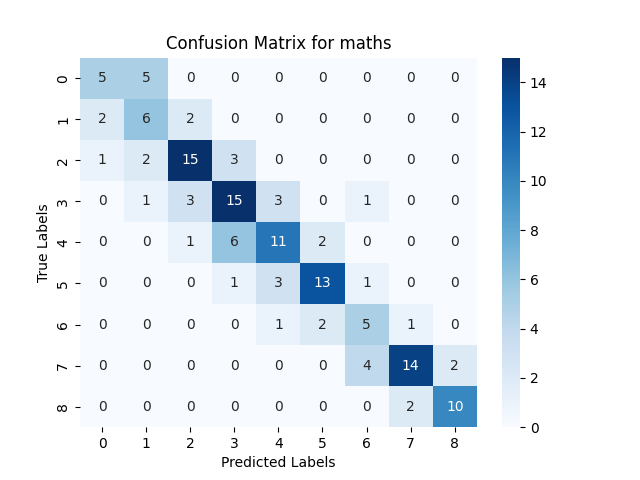 Confusion Matrix for maths
0 5 5 0 0 0 0 0 0 0
1 2 6 2 0 0 0 0 0 0
2 1 2 15 3 0 0 0 0 0
3 0 1 3 15 3 0 1 0 0
4 0 0 1 6 11 2 0 0 0
5 0 0 0 1 3 13 1 0 0
6 0 0 0 0 1 2 5 1 0
7 0 0 0 0 0 0 4 14 2
8 0 0 0 0 0 0 0 2 10
0 1 2 3 4 5 6 7 8
Predicted Labels
True Labels
14
12
10
8
6
4
2
0